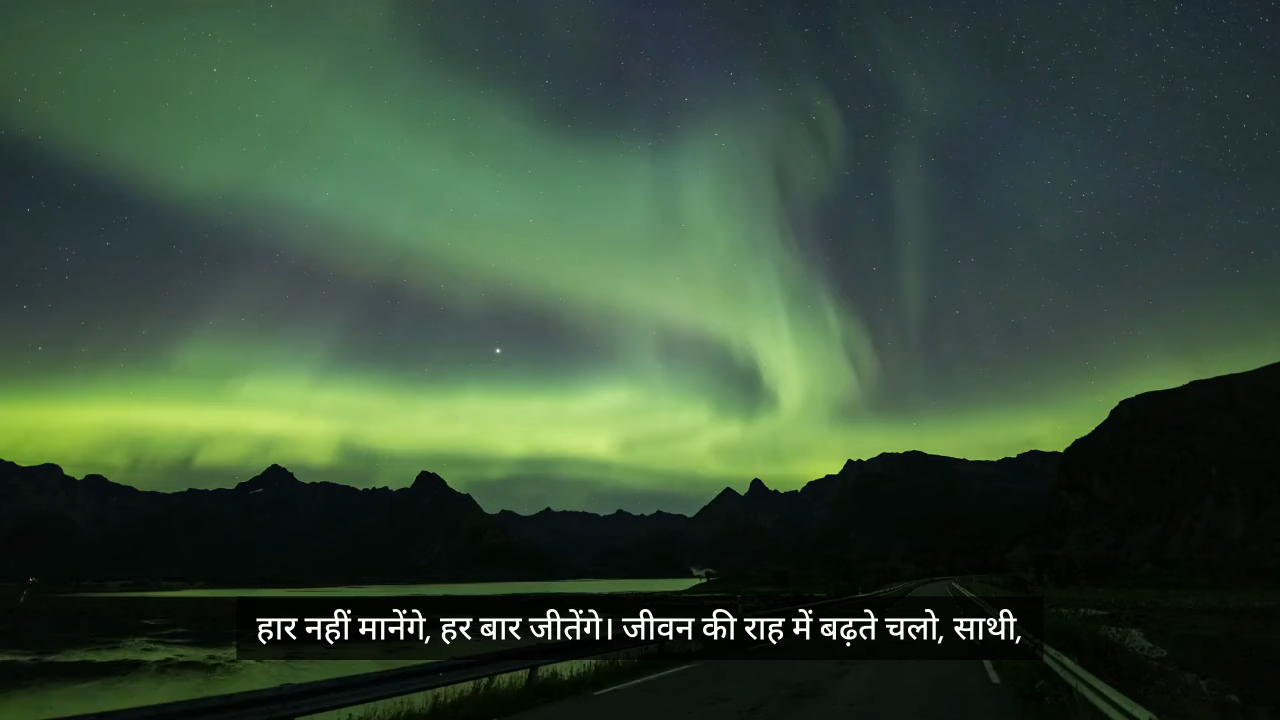 हार नहीं मानेंगे, हर बार जीतेंगे। जीवन की राह में बढ़ते चलो, साथी,